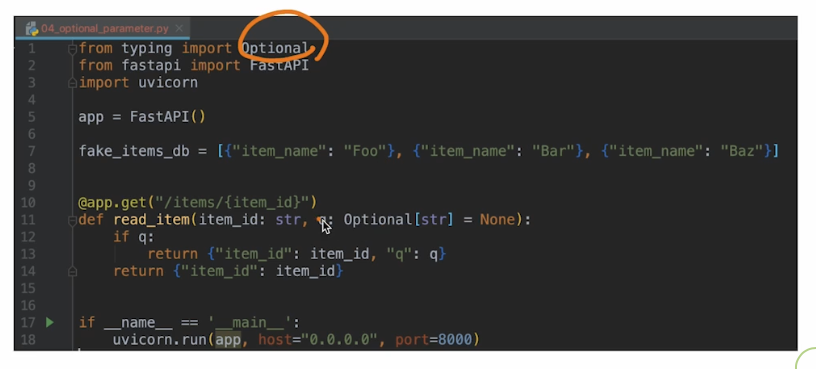 04_optional_parameter.py
1 from typing import Optional
2 from fastapi import FastAPI
3 import uvicorn
4
5 app = FastAPI()
6
7 fake_items_db = [{"item_name": "Foo"}, {"item_name": "Bar"}, {"item_name": "Baz"}]
8
9
10 @app.get("/items/{item_id}")
11 def read_item(item_id: str, q: Optional[str] = None):
12 if q:
13 return {"item_id": item_id, "q": q}
14 return {"item_id": item_id}
15
16
17 if __name__ == '__main__':
18 uvicorn.run(app, host="0.0.0.0", port=8000)